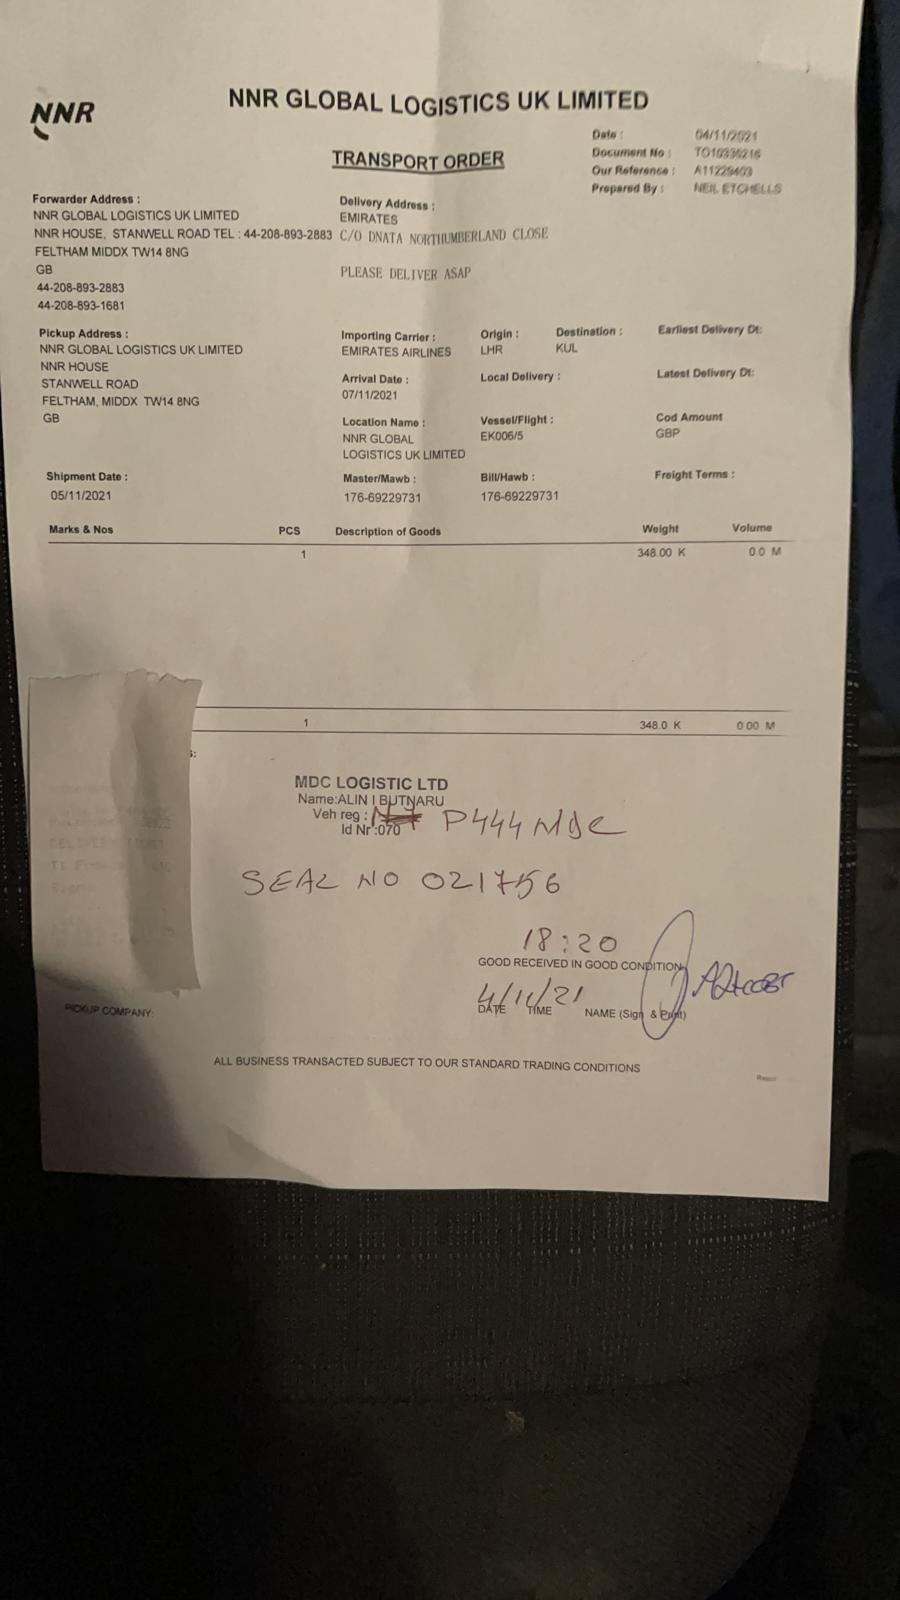 NNR
NNR GLOBAL LOGISTICS UK LIMITED
TRANSPORT ORDER
Date : 04/11/2021
Document No : TO10336216
Our Reference : A11229403
Prepared By : NEIL ETCHELLS
Forwarder Address :
NNR GLOBAL LOGISTICS UK LIMITED
NNR HOUSE, STANWELL ROAD TEL : 44-208-893-2883
FELTHAM MIDDX TW14 8NG
GB
44-208-893-2883
44-208-893-1681
Delivery Address :
EMIRATES
C/O DNATA NORTHUMBERLAND CLOSE
PLEASE DELIVER ASAP
Pickup Address :
NNR GLOBAL LOGISTICS UK LIMITED
NNR HOUSE
STANWELL ROAD
FELTHAM, MIDDX TW14 8NG
GB
Importing Carrier : Origin : Destination : Earliest Delivery Dt:
EMIRATES AIRLINES LHR KUL
Arrival Date : Local Delivery : Latest Delivery Dt:
07/11/2021
Location Name : Vessel/Flight : Cod Amount
NNR GLOBAL EK006/5 GBP
LOGISTICS UK LIMITED
Shipment Date : Master/Mawb : Bill/Hawb : Freight Terms :
05/11/2021 176-69229731 176-69229731
Marks & Nos PCS Description of Goods Weight Volume
1 348.00 K 0.0 M
1 348.0 K 0.00 M
MDC LOGISTIC LTD
Name:ALIN I BUTNARU
Veh reg : P444 MDC
Id Nr :070
SEAL NO 021756
18:20
GOOD RECEIVED IN GOOD CONDITION
4/11/21
DATE TIME NAME (Sign & Print)
PICKUP COMPANY:
ALL BUSINESS TRANSACTED SUBJECT TO OUR STANDARD TRADING CONDITIONS